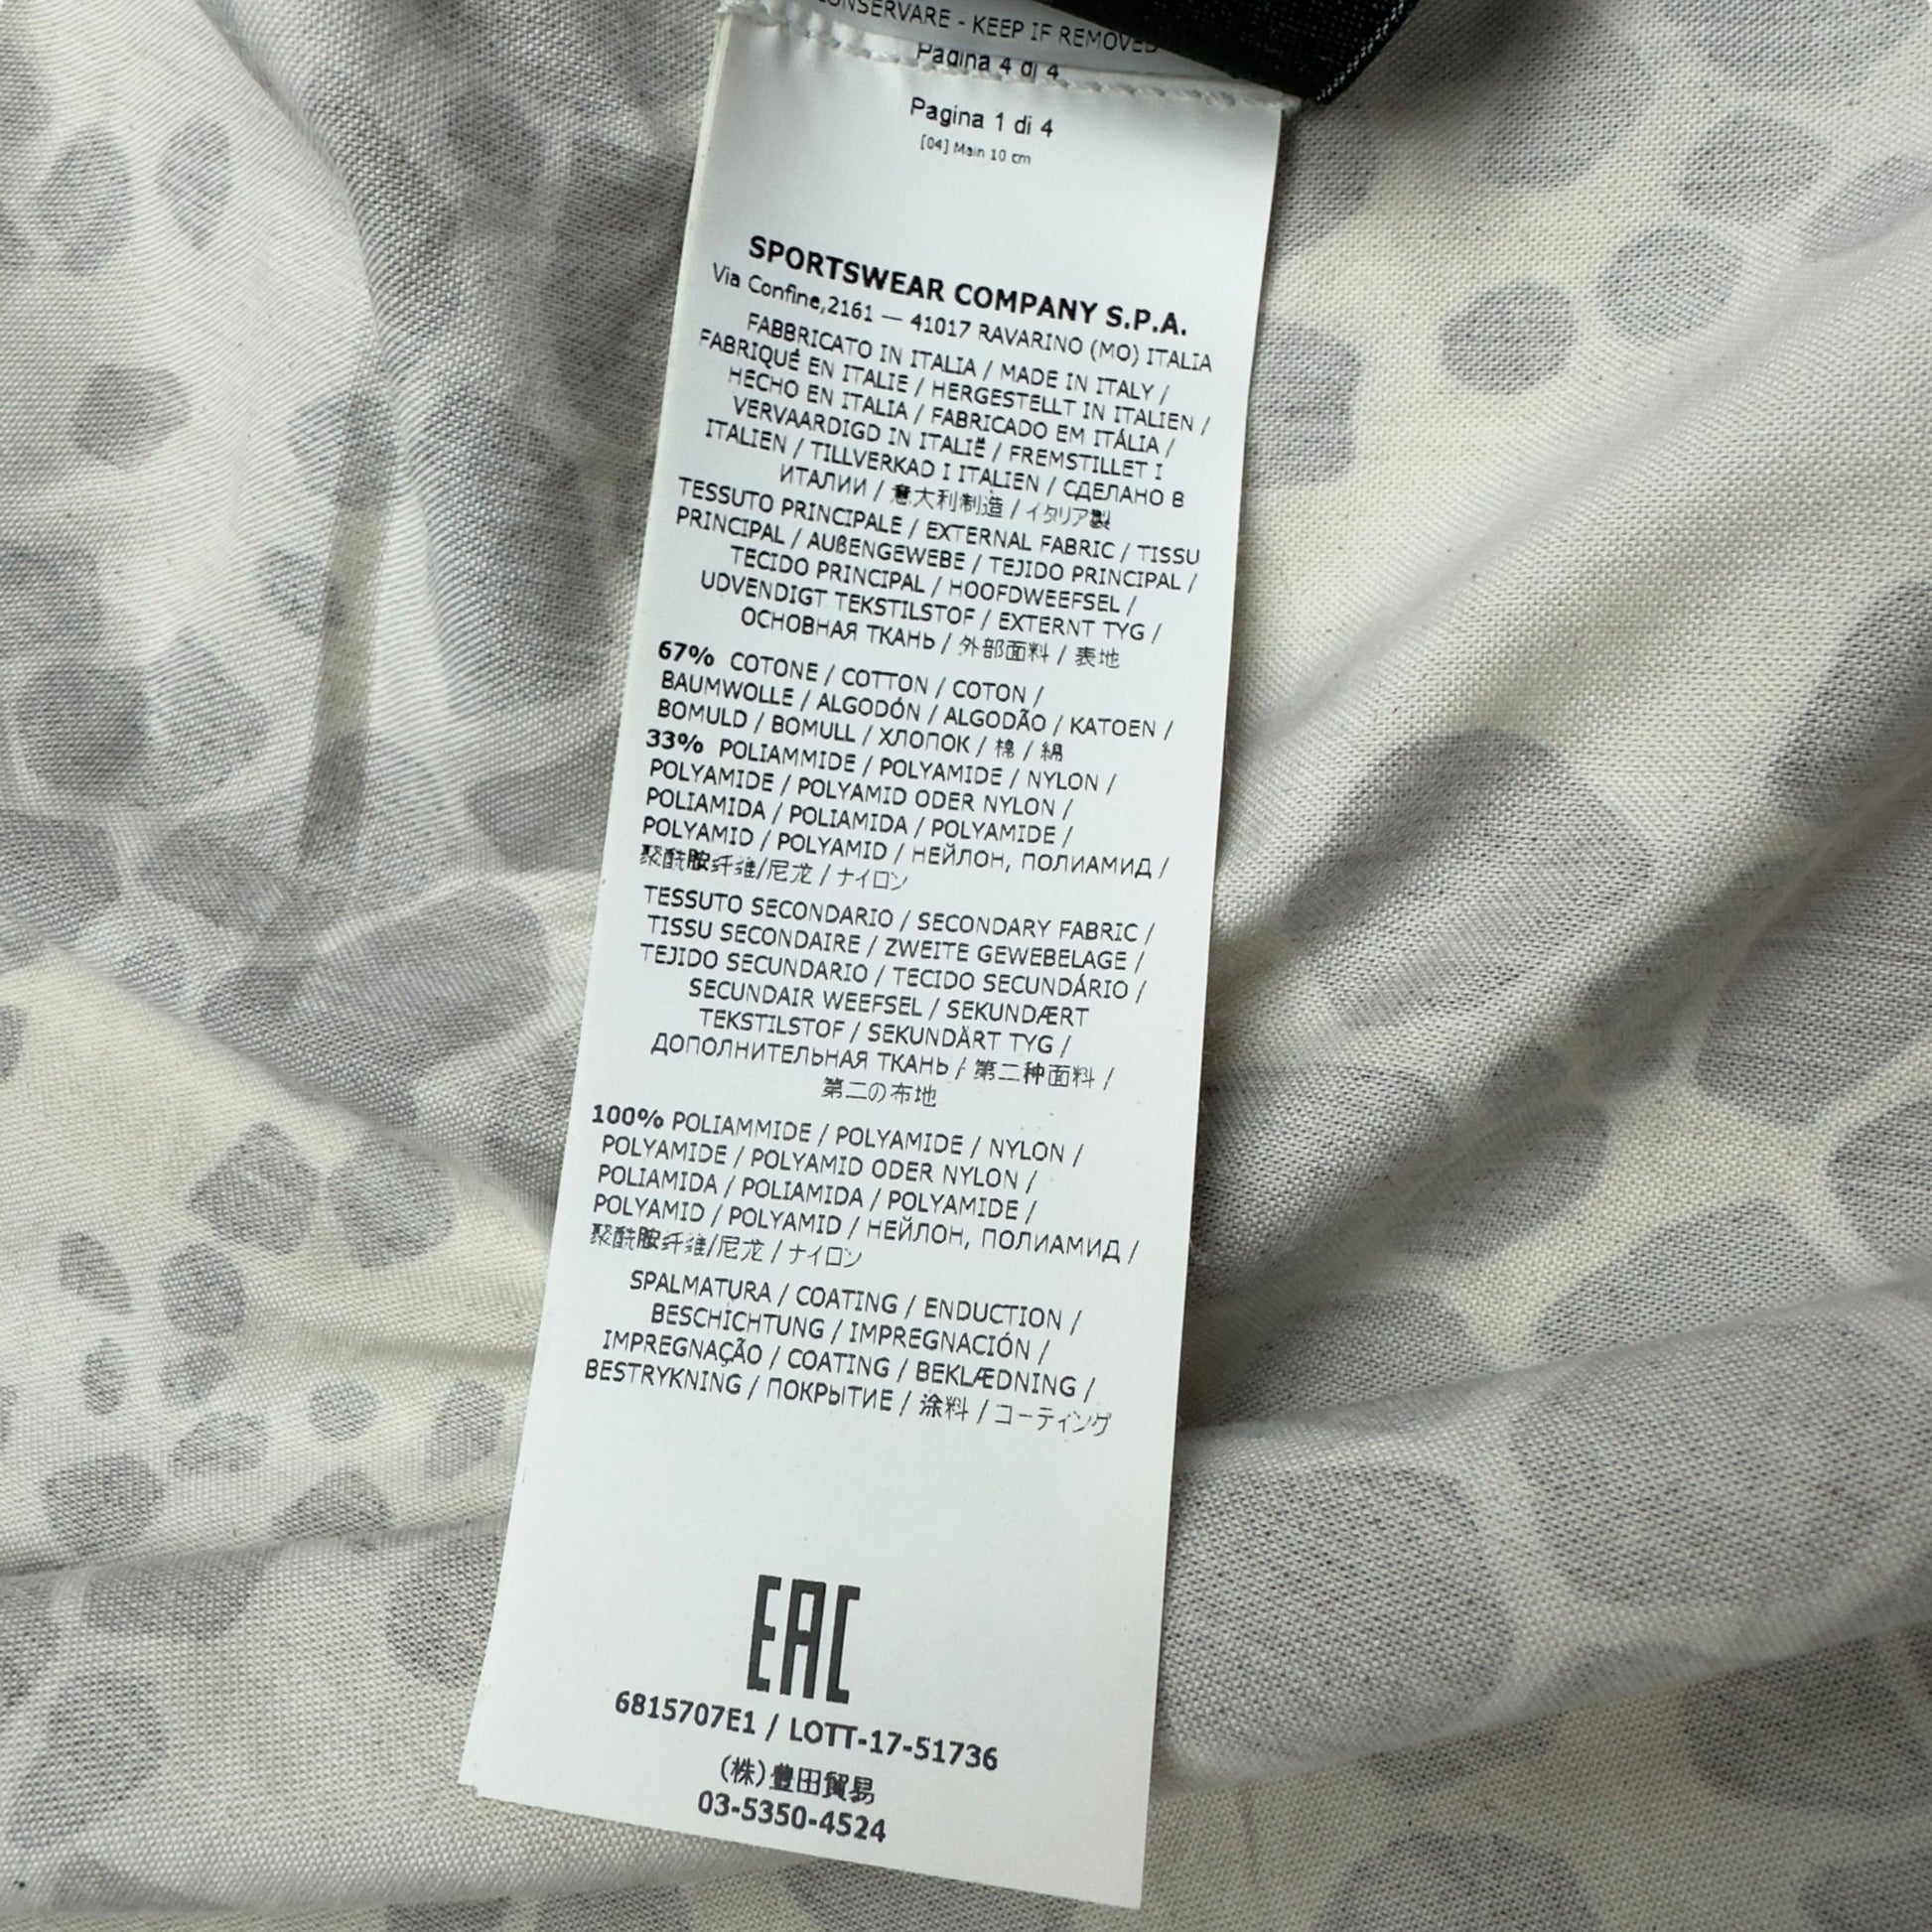 CONSERVARE - KEEP IF REMOVED
Pagina 4 di 4
Pagina 1 di 4
[04] Main 10 cm
SPORTSWEAR COMPANY S.P.A.
Via Confine,2161 — 41017 RAVARINO (MO) ITALIA
FABBRICATO IN ITALIA / MADE IN ITALY /
FABRIQUÉ EN ITALIE / HERGESTELLT IN ITALIEN /
HECHO EN ITALIA / FABRICADO EM ITÁLIA /
VERVAARDIGD IN ITALIË / FREMSTILLET I
ITALIEN / TILLVERKAD I ITALIEN / СДЕЛАНО В
ИТАЛИИ / 意大利制造 / イタリア製
TESSUTO PRINCIPALE / EXTERNAL FABRIC / TISSU
PRINCIPAL / AUßENGEWEBE / TEJIDO PRINCIPAL /
TECIDO PRINCIPAL / HOOFDWEEFSEL /
UDVENDIGT TEKSTILSTOF / EXTERNT TYG /
ОСНОВНАЯ ТКАНЬ / 外部面料 / 表地
67% COTONE / COTTON / COTON /
BAUMWOLLE / ALGODÓN / ALGODÃO / KATOEN /
BOMULD / BOMULL / ХЛОПОК / 棉 / 綿
33% POLIAMMIDE / POLYAMIDE / NYLON /
POLYAMIDE / POLYAMID ODER NYLON /
POLIAMIDA / POLIAMIDA / POLYAMIDE /
POLYAMID / POLYAMID / НЕЙЛОН, ПОЛИАМИД /
聚酰胺纤维/尼龙 / ナイロン
TESSUTO SECONDARIO / SECONDARY FABRIC /
TISSU SECONDAIRE / ZWEITE GEWEBELAGE /
TEJIDO SECUNDARIO / TECIDO SECUNDÁRIO /
SECUNDAIR WEEFSEL / SEKUNDÆRT
TEKSTILSTOF / SEKUNDÄRT TYG /
ДОПОЛНИТЕЛЬНАЯ ТКАНЬ / 第二种面料 /
第二の布地
100% POLIAMMIDE / POLYAMIDE / NYLON /
POLYAMIDE / POLYAMID ODER NYLON /
POLIAMIDA / POLIAMIDA / POLYAMIDE /
POLYAMID / POLYAMID / НЕЙЛОН, ПОЛИАМИД /
聚酰胺纤维/尼龙 / ナイロン
SPALMATURA / COATING / ENDUCTION /
BESCHICHTUNG / IMPREGNACIÓN /
IMPREGNAÇÃO / COATING / BEKLÆDNING /
BESTRYKNING / ПОКРЫТИЕ / 涂料 / コーティング
EAC
6815707E1 / LOTT-17-51736
(株)豊田貿易
03-5350-4524